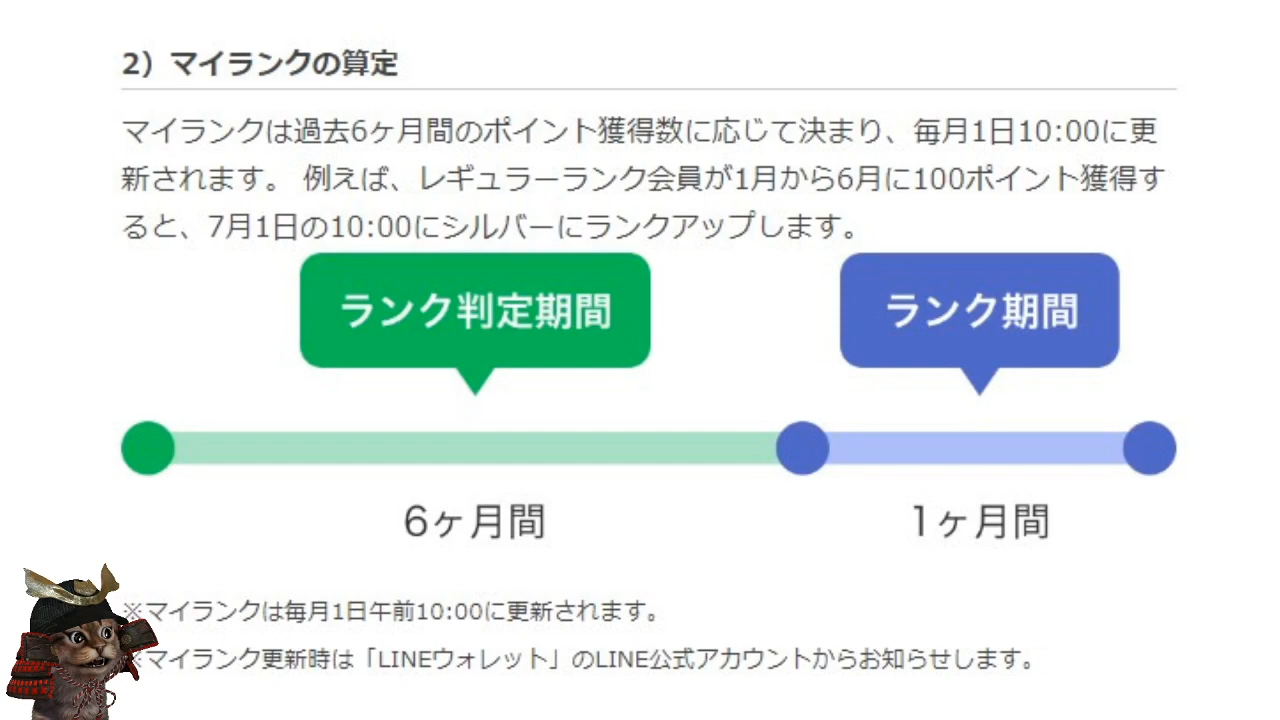 2）マイランクの算定
マイランクは過去6ヶ月間のポイント獲得数に応じて決まり、毎月1日10:00に更
新されます。 例えば、レギュラーランク会員が1月から6月に100ポイント獲得す
ると、7月1日の10:00にシルバーにランクアップします。
ランク判定期間
ランク期間
6ヶ月間
1ヶ月間
※マイランクは毎月1日午前10:00に更新されます。
※マイランク更新時は「LINEウォレット」のLINE公式アカウントからお知らせします。